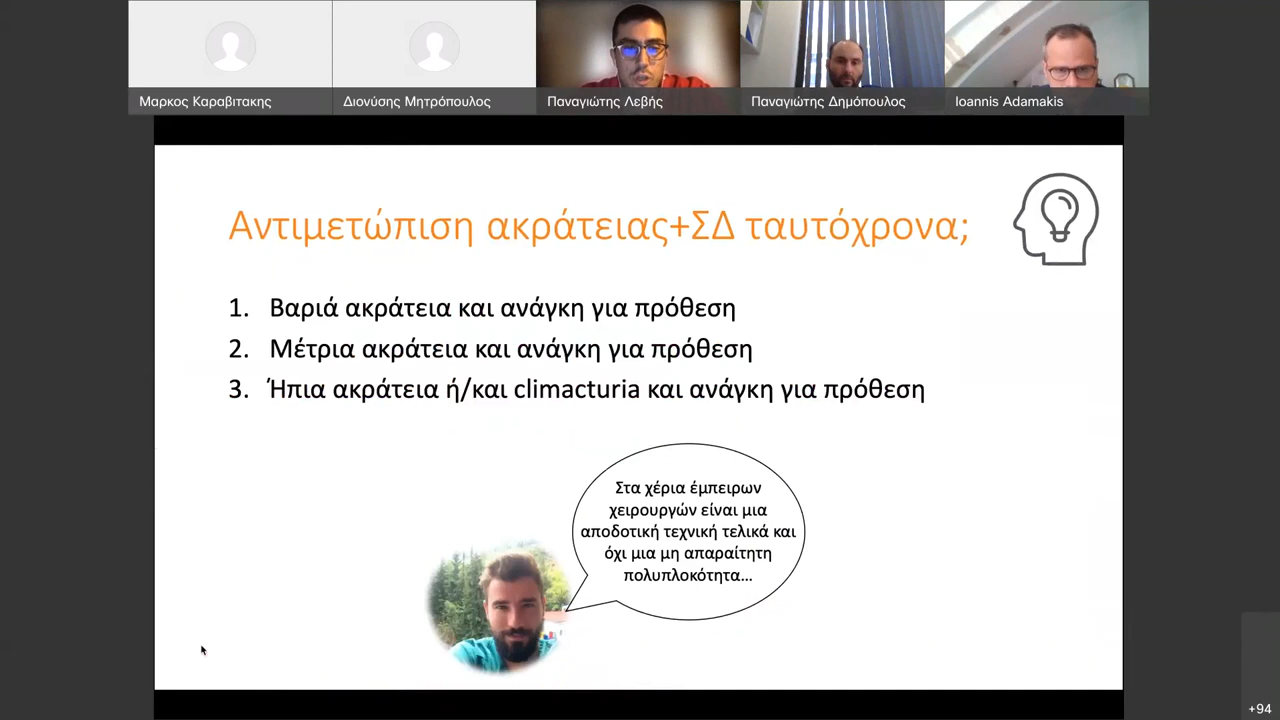 Μαρκος Καραβιτακης
Διονύσης Μητρόπουλος
Παναγιώτης Λεβής
Παναγιώτης Δημόπουλος
Ioannis Adamakis
Αντιμετώπιση ακράτειας+ΣΔ ταυτόχρονα;
1. Βαριά ακράτεια και ανάγκη για πρόθεση
2. Μέτρια ακράτεια και ανάγκη για πρόθεση
3. Ήπια ακράτεια ή/και climacturia και ανάγκη για πρόθεση
Στα χέρια έμπειρων
χειρουργών είναι μια
αποδοτική τεχνική τελικά και
όχι μια μη απαραίτητη
πολυπλοκότητα...
+94